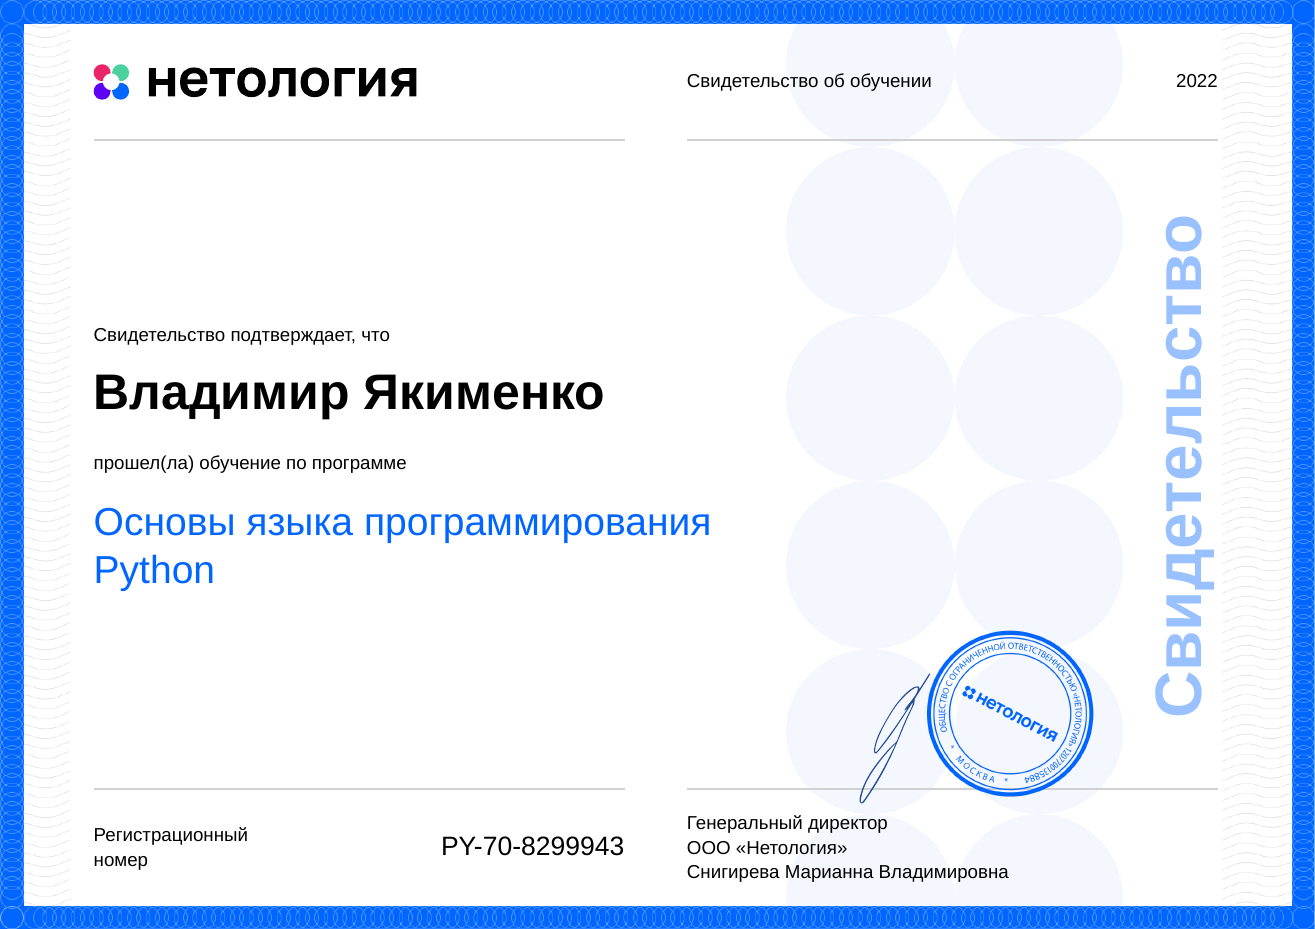 нетология
Свидетельство об обучении
2022
Свидетельство подтверждает, что
Владимир Якименко
прошел(ла) обучение по программе
Основы языка программирования
Python
Свидетельство
ОБЩЕСТВО С ОГРАНИЧЕННОЙ ОТВЕТСТВЕННОСТЬЮ «НЕТОЛОГИЯ» 1207700135884
* МОСКВА *
нетология
Регистрационный
номер
PY-70-8299943
Генеральный директор
ООО «Нетология»
Снигирева Марианна Владимировна